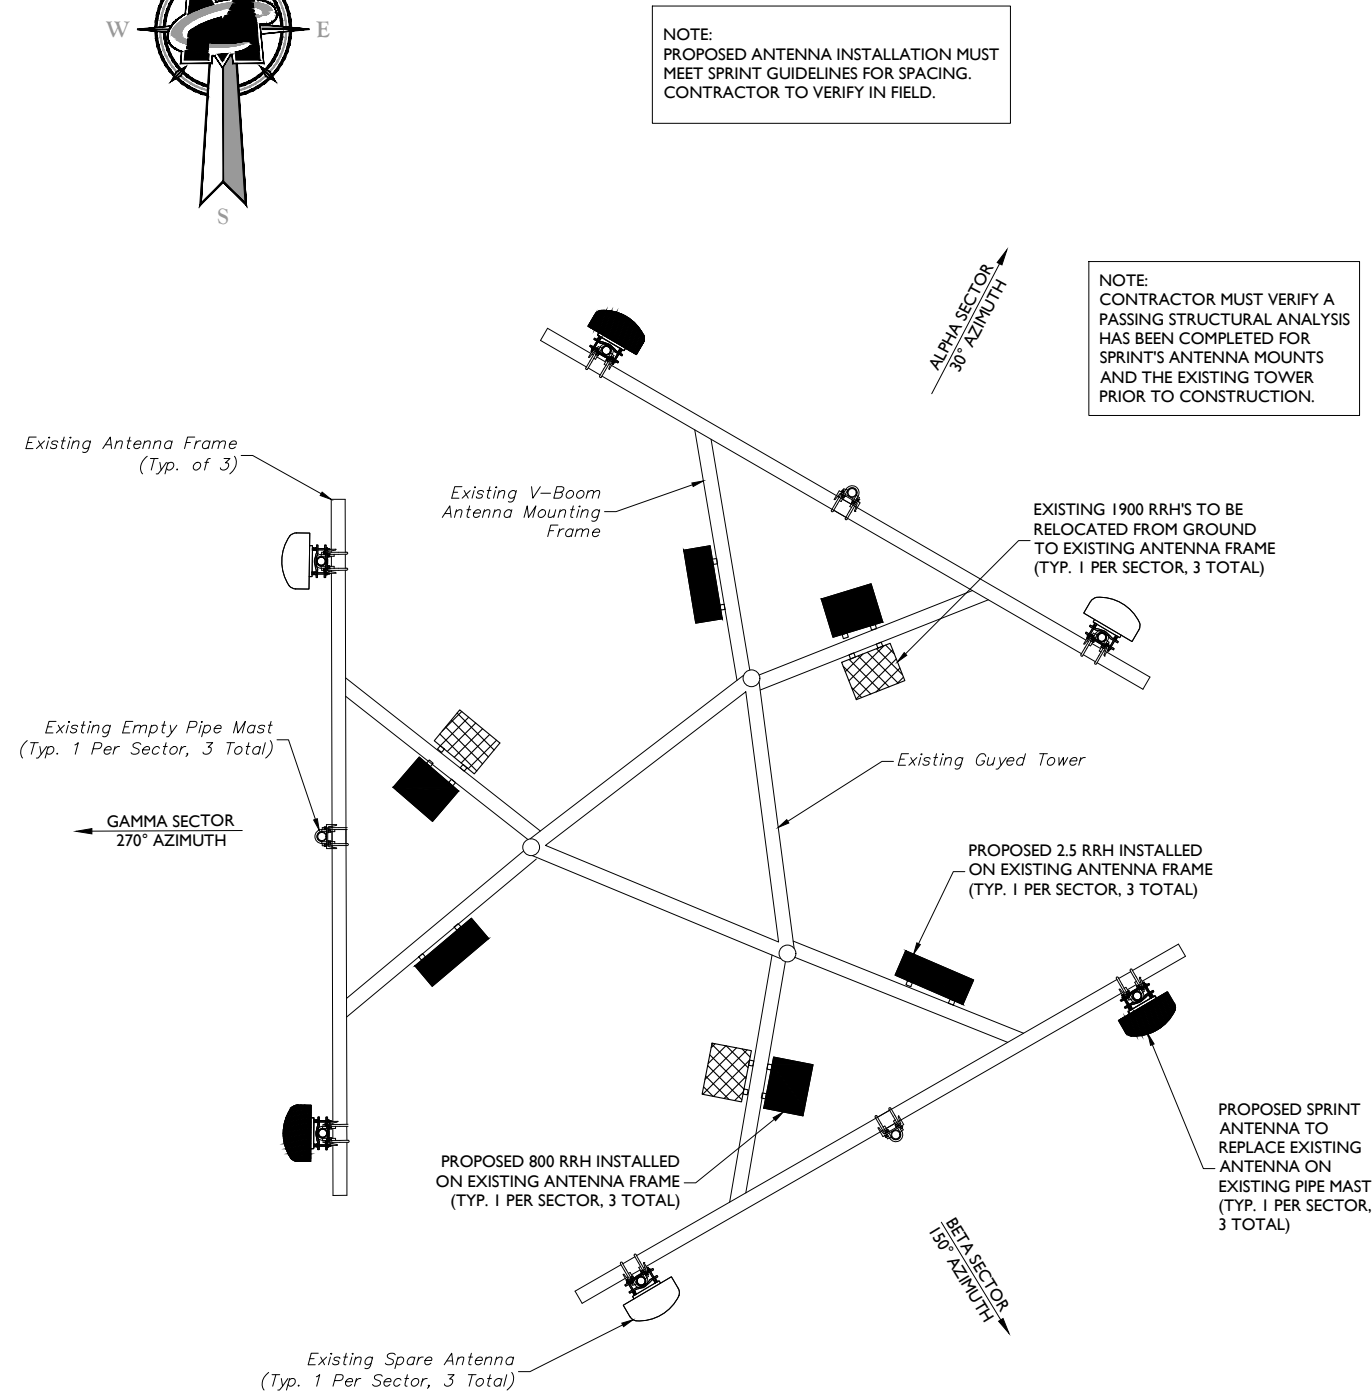 W
E
S
NOTE:
PROPOSED ANTENNA INSTALLATION MUST
MEET SPRINT GUIDELINES FOR SPACING.
CONTRACTOR TO VERIFY IN FIELD.
ALPHA SECTOR
30° AZIMUTH
NOTE:
CONTRACTOR MUST VERIFY A
PASSING STRUCTURAL ANALYSIS
HAS BEEN COMPLETED FOR
SPRINT'S ANTENNA MOUNTS
AND THE EXISTING TOWER
PRIOR TO CONSTRUCTION.
Existing Antenna Frame
(Typ. of 3)
Existing V-Boom
Antenna Mounting
Frame
EXISTING 1900 RRH'S TO BE
RELOCATED FROM GROUND
TO EXISTING ANTENNA FRAME
(TYP. 1 PER SECTOR, 3 TOTAL)
Existing Empty Pipe Mast
(Typ. 1 Per Sector, 3 Total)
Existing Guyed Tower
GAMMA SECTOR
270° AZIMUTH
PROPOSED 2.5 RRH INSTALLED
ON EXISTING ANTENNA FRAME
(TYP. 1 PER SECTOR, 3 TOTAL)
PROPOSED SPRINT
ANTENNA TO
REPLACE EXISTING
ANTENNA ON
EXISTING PIPE MAST
(TYP. 1 PER SECTOR,
3 TOTAL)
PROPOSED 800 RRH INSTALLED
ON EXISTING ANTENNA FRAME
(TYP. 1 PER SECTOR, 3 TOTAL)
BETA SECTOR
150° AZIMUTH
Existing Spare Antenna
(Typ. 1 Per Sector, 3 Total)